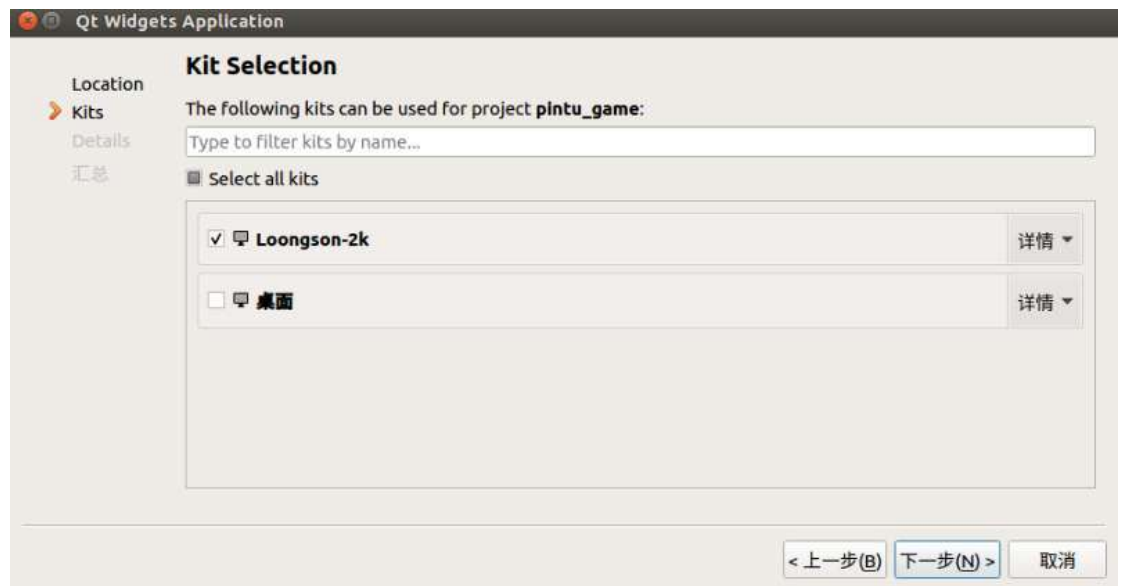 Qt Widgets Application
Location
Kits
Details
汇总
Kit Selection
The following kits can be used for project pintu_game:
Type to filter kits by name...
Select all kits
Loongson-2k
详情
桌面
详情
< 上一步(B)
下一步(N) >
取消